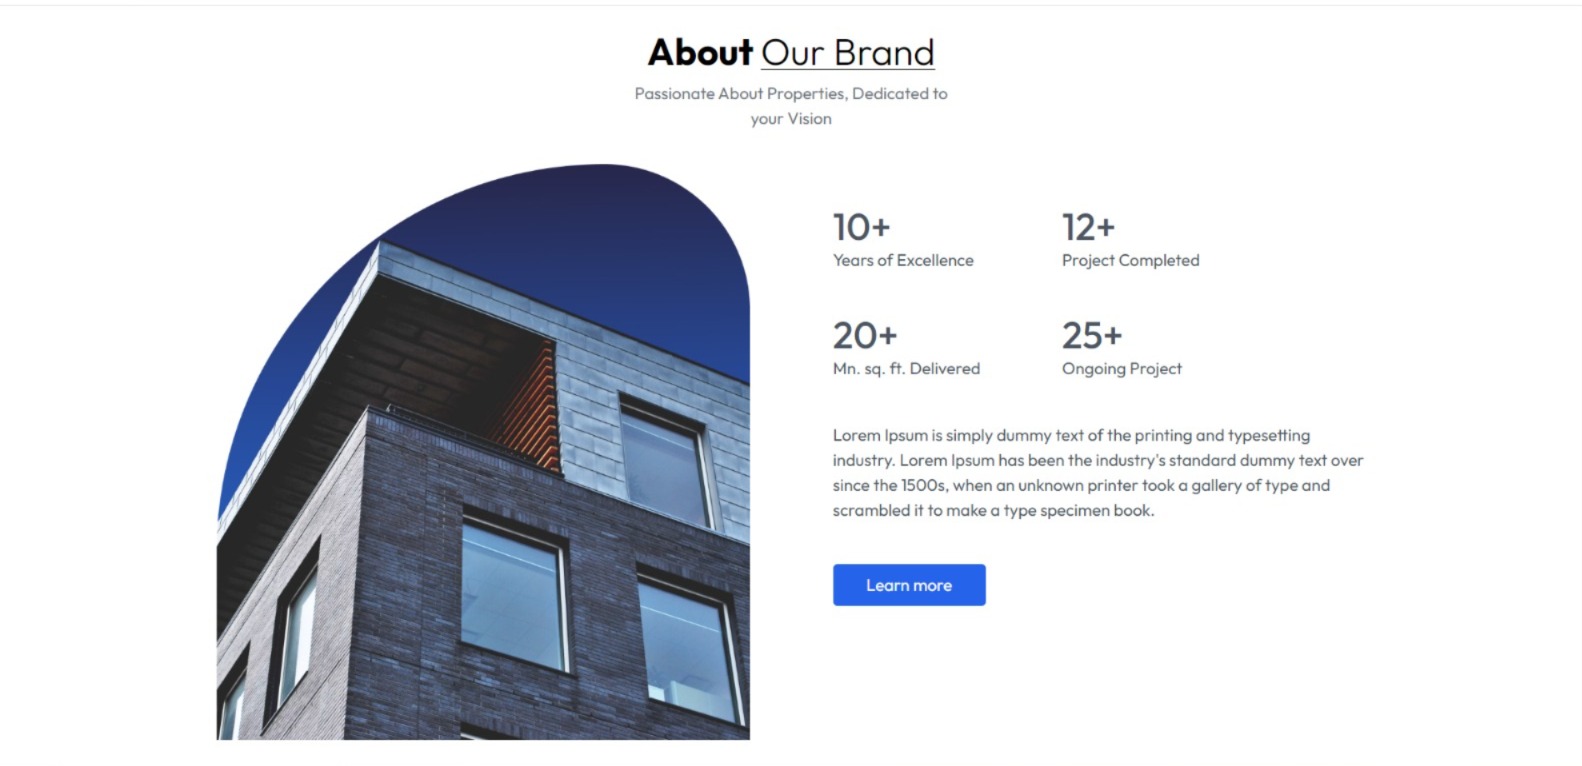 About Our Brand
Passionate About Properties, Dedicated to
your Vision
10+
Years of Excellence
12+
Project Completed
20+
Mn. sq. ft. Delivered
25+
Ongoing Project
Lorem Ipsum is simply dummy text of the printing and typesetting
industry. Lorem Ipsum has been the industry's standard dummy text over
since the 1500s, when an unknown printer took a gallery of type and
scrambled it to make a type specimen book.
Learn more